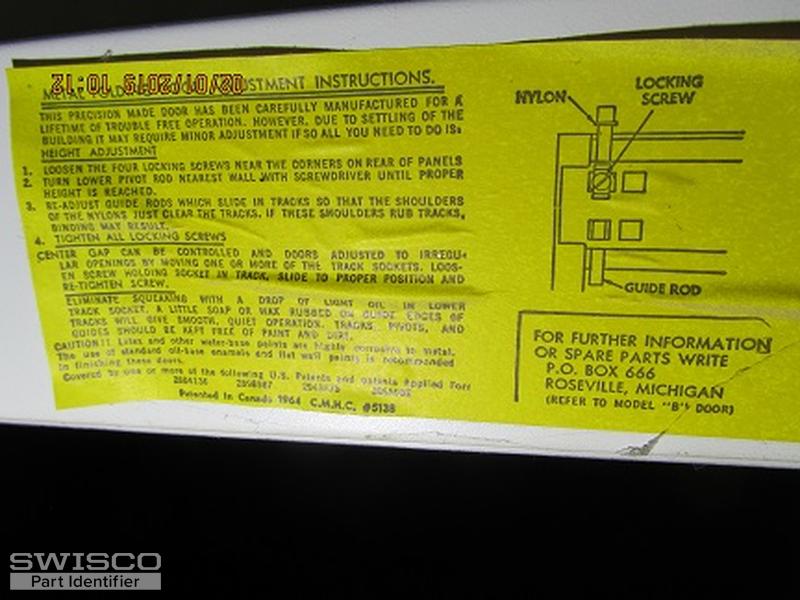 02/01/2019 10:12
METAL FOLD JUSTMENT INSTRUCTIONS.
THIS PRECISION MADE DOOR HAS BEEN CAREFULLY MANUFACTURED FOR A
LIFETIME OF TROUBLE FREE OPERATION. HOWEVER, DUE TO SETTLING OF THE
BUILDING IT MAY REQUIRE MINOR ADJUSTMENT IF SO ALL YOU NEED TO DO IS:
HEIGHT ADJUSTMENT
1. LOOSEN THE FOUR LOCKING SCREWS NEAR THE CORNERS ON REAR OF PANELS
2. TURN LOWER PIVOT ROD NEAREST WALL WITH SCREWDRIVER UNTIL PROPER
HEIGHT IS REACHED.
3. RE-ADJUST GUIDE RODS WHICH SLIDE IN TRACKS SO THAT THE SHOULDERS
OF THE NYLONS JUST CLEAR THE TRACKS. IF THESE SHOULDERS RUB TRACKS,
BINDING MAY RESULT.
4. TIGHTEN ALL LOCKING SCREWS
CENTER GAP CAN BE CONTROLLED AND DOORS ADJUSTED TO IRREGU-
LAR OPENINGS BY MOVING ONE OR MORE OF THE TRACK SOCKETS. LOOS-
EN SCREW HOLDING SOCKET IN TRACK, SLIDE TO PROPER POSITION AND
RE-TIGHTEN SCREW.
ELIMINATE SQUEAKING WITH A DROP OF LIGHT OIL IN LOWER
TRACK SOCKET. A LITTLE SOAP OR WAX RUBBED ON GUIDE EDGES OF
TRACKS WILL GIVE SMOOTH, QUIET OPERATION. TRACKS, PIVOTS, AND
GUIDES SHOULD BE KEPT FREE OF PAINT AND DIRT.
CAUTION!! Latex and other water-base paints are highly corrosive to metal.
The use of standard oil-base enamels and flat wall paints is recommended
in finishing these doors.
Covered by one or more of the following U.S. Patents and patents Applied For:
Patented in Canada 1964 C.M.H.C. #5138
NYLON
LOCKING
SCREW
GUIDE ROD
FOR FURTHER INFORMATION
OR SPARE PARTS WRITE
P.O. BOX 666
ROSEVILLE, MICHIGAN
(REFER TO MODEL "B" DOOR)
SWISCO
Part Identifier